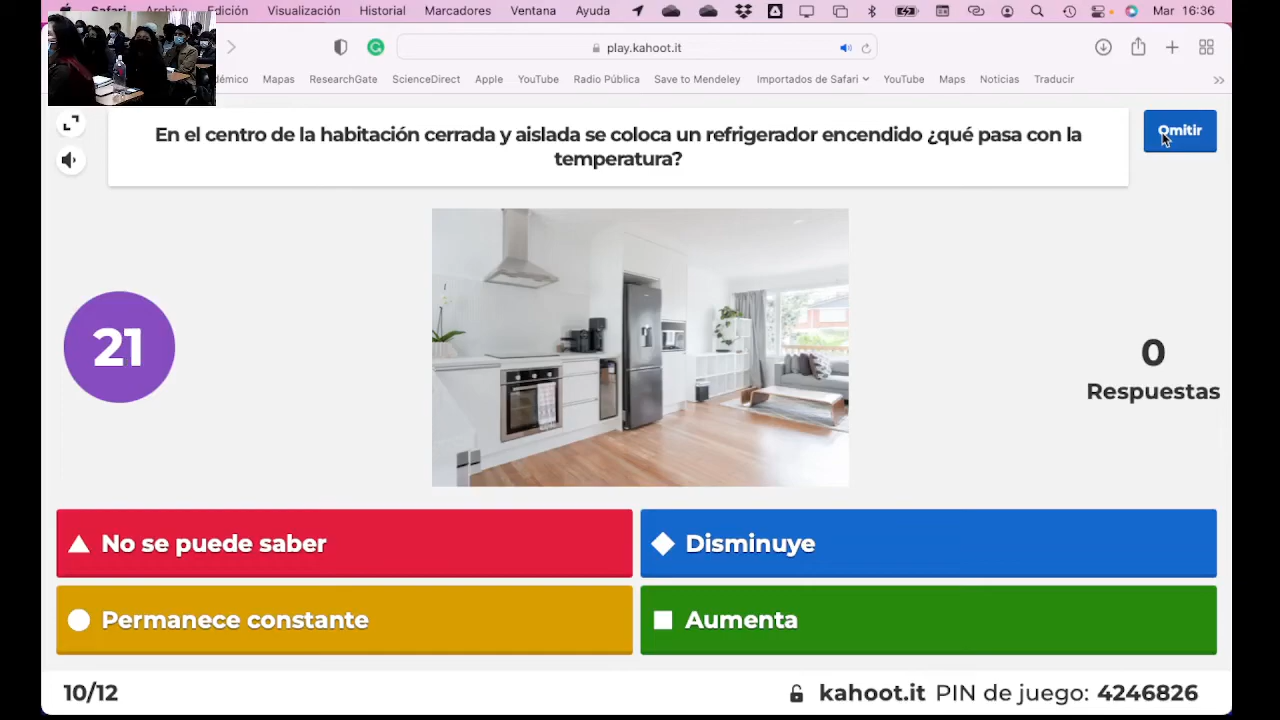 Safari Archivo Edición Visualización Historial Marcadores Ventana Ayuda Mar 16:36
play.kahoot.it
Mapas ResearchGate ScienceDirect Apple YouTube Radio Pública Save to Mendeley Importados de Safari YouTube Maps Noticias Traducir
En el centro de la habitación cerrada y aislada se coloca un refrigerador encendido ¿qué pasa con la
temperatura?
Omitir
21
0
Respuestas
No se puede saber
Disminuye
Permanece constante
Aumenta
10/12
kahoot.it PIN de juego: 4246826